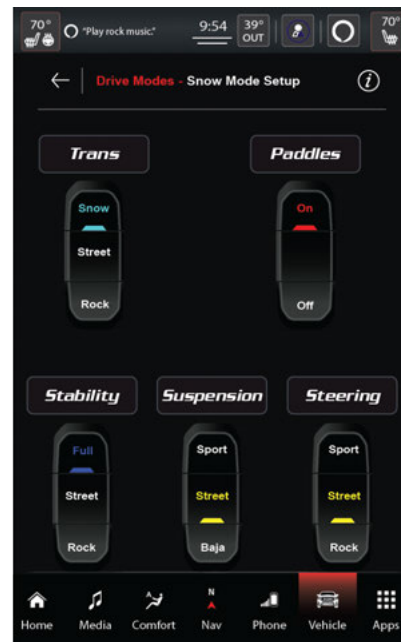 70° "Play rock music." 9:54 39° OUT 70°
Drive Modes - Snow Mode Setup
Trans Paddles
Snow On
Street
Rock Off
Stability Suspension Steering
Full Sport Sport
Street Street Street
Rock Baja Rock
N
Home Media Comfort Nav Phone Vehicle Apps